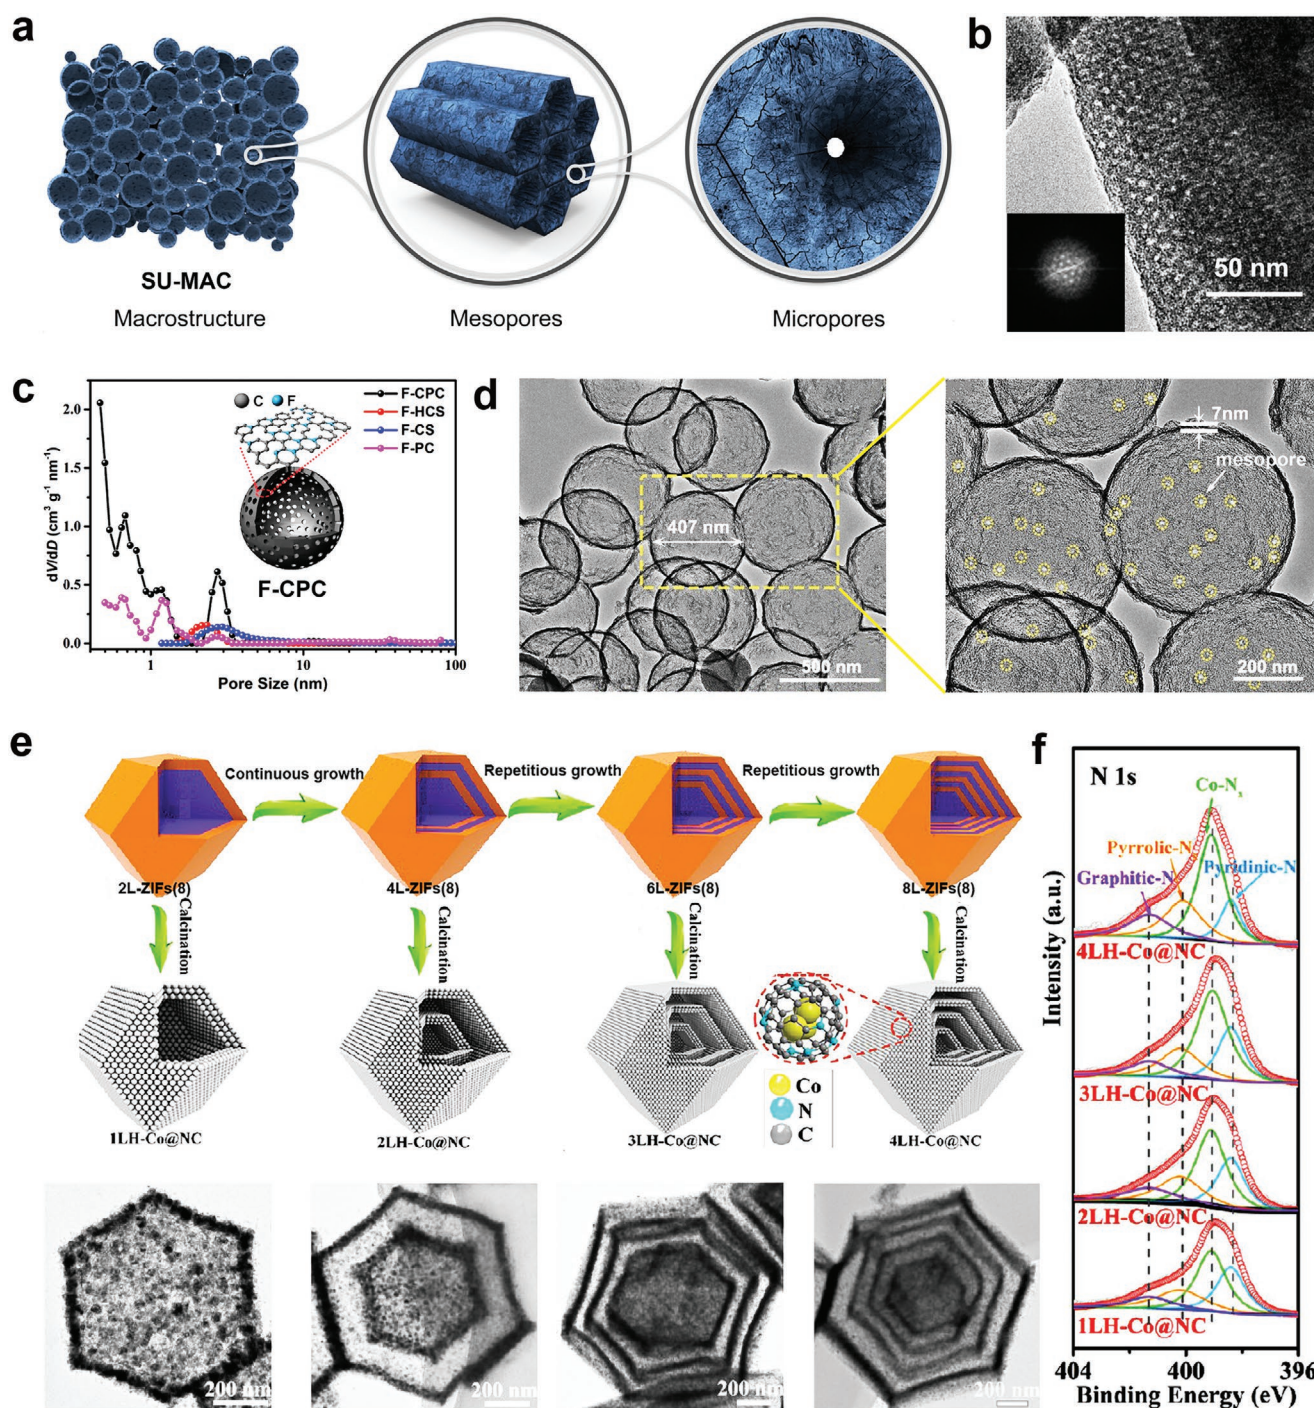 a
SU-MAC
Macrostructure
Mesopores
Micropores
b
50 nm
c
C
F
F-CPC
F-HCS
F-CS
F-PC
2.0
1.5
1.0
0.5
0.0
dV/dD (cm³ g⁻¹ nm⁻¹)
F-CPC
1
10
100
Pore Size (nm)
d
407 nm
500 nm
7nm
mesopore
200 nm
e
Continuous growth
Repetitious growth
Repetitious growth
2L-ZIFs(8)
4L-ZIFs(8)
6L-ZIFs(8)
8L-ZIFs(8)
Calcination
Calcination
Calcination
Calcination
Co
N
C
1LH-Co@NC
2LH-Co@NC
3LH-Co@NC
4LH-Co@NC
200 nm
200 nm
200 nm
200 nm
f
N 1s
Co-Nₓ
Pyrrolic-N
Graphitic-N
Pyridinic-N
4LH-Co@NC
3LH-Co@NC
2LH-Co@NC
1LH-Co@NC
Intensity (a.u.)
404
400
396
Binding Energy (eV)